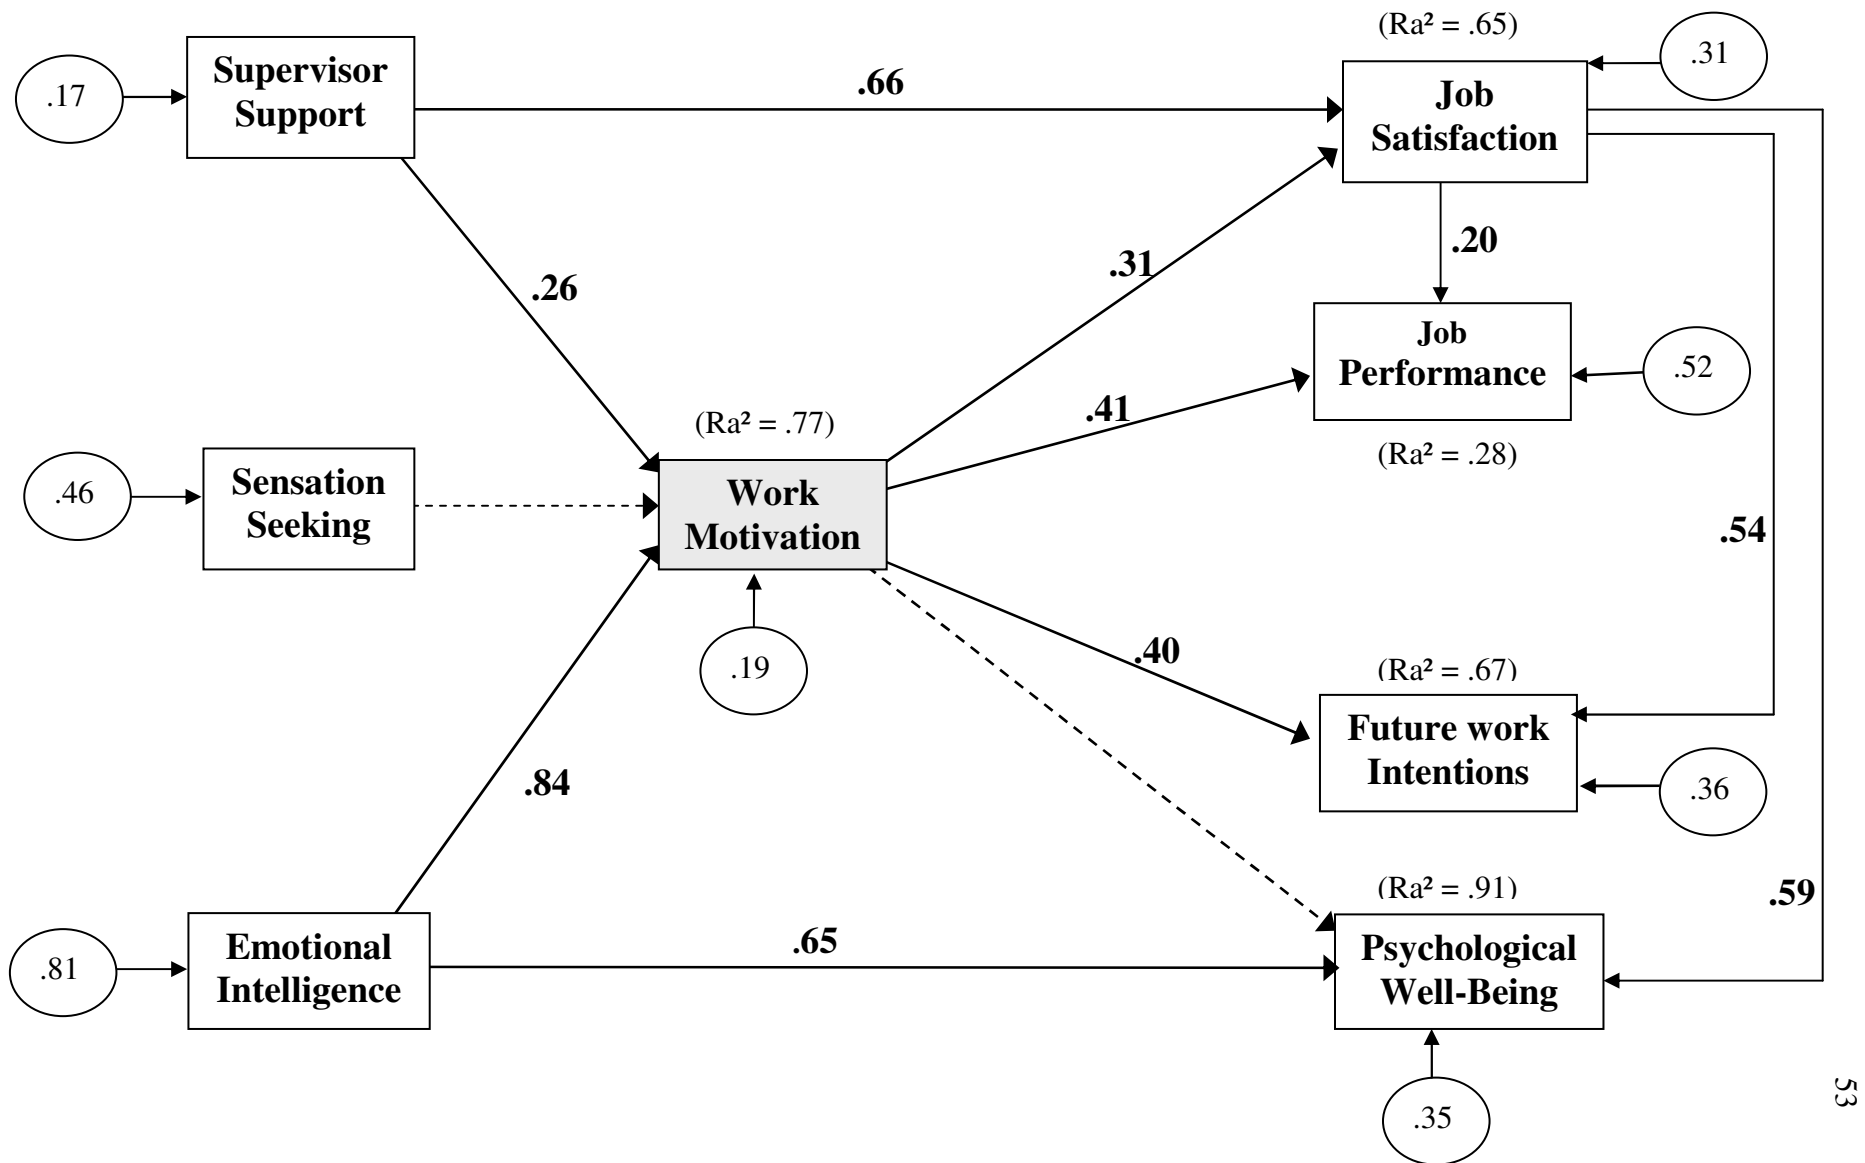 (Ra² = .65)
.17
Supervisor
Support
.66
Job
Satisfaction
.31
.26
.31
.20
Job
Performance
.52
(Ra² = .77)
.41
(Ra² = .28)
.46
Sensation
Seeking
Work
Motivation
.54
.19
.40
(Ra² = .67)
Future work
Intentions
.36
.84
(Ra² = .91)
.59
.81
Emotional
Intelligence
.65
Psychological
Well-Being
.35
53